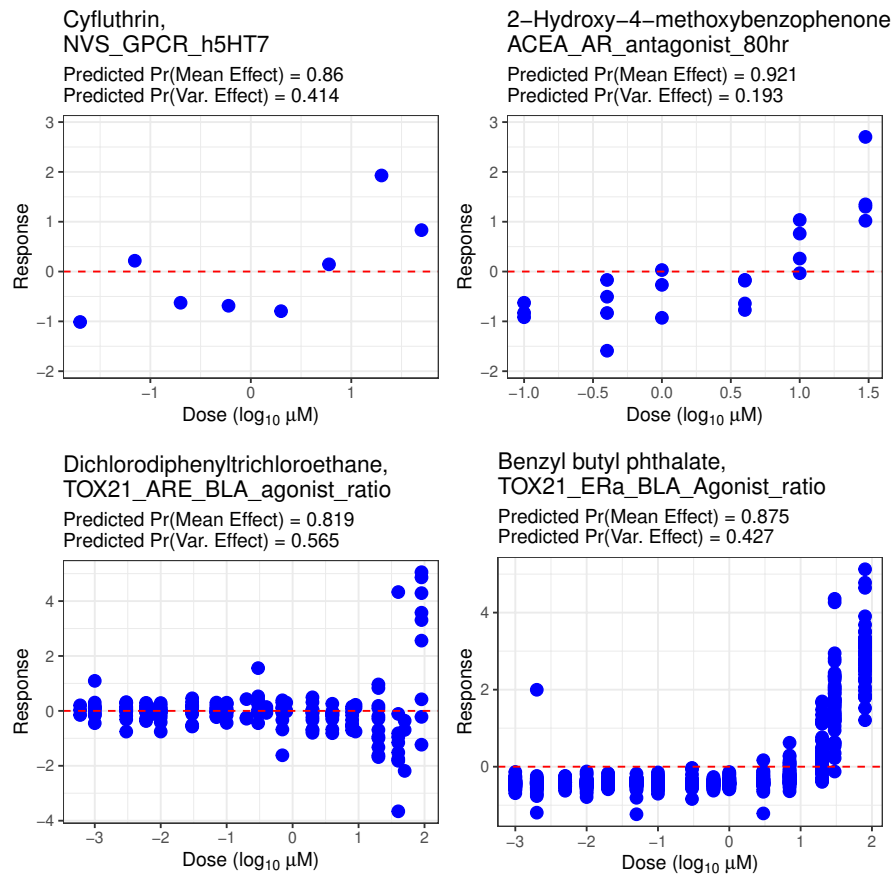 Cyfluthrin,
NVS_GPCR_h5HT7
Predicted Pr(Mean Effect) = 0.86
Predicted Pr(Var. Effect) = 0.414
3
2
1
0
−1
−2
Response
−1
0
1
Dose (log10 μM)
2−Hydroxy−4−methoxybenzophenone
ACEA_AR_antagonist_80hr
Predicted Pr(Mean Effect) = 0.921
Predicted Pr(Var. Effect) = 0.193
3
2
1
0
−1
−2
Response
−1.0
−0.5
0.0
0.5
1.0
1.5
Dose (log10 μM)
Dichlorodiphenyltrichloroethane,
TOX21_ARE_BLA_agonist_ratio
Predicted Pr(Mean Effect) = 0.819
Predicted Pr(Var. Effect) = 0.565
4
2
0
−2
−4
Response
−3
−2
−1
0
1
2
Dose (log10 μM)
Benzyl butyl phthalate,
TOX21_ERa_BLA_Agonist_ratio
Predicted Pr(Mean Effect) = 0.875
Predicted Pr(Var. Effect) = 0.427
4
2
0
Response
−3
−2
−1
0
1
2
Dose (log10 μM)